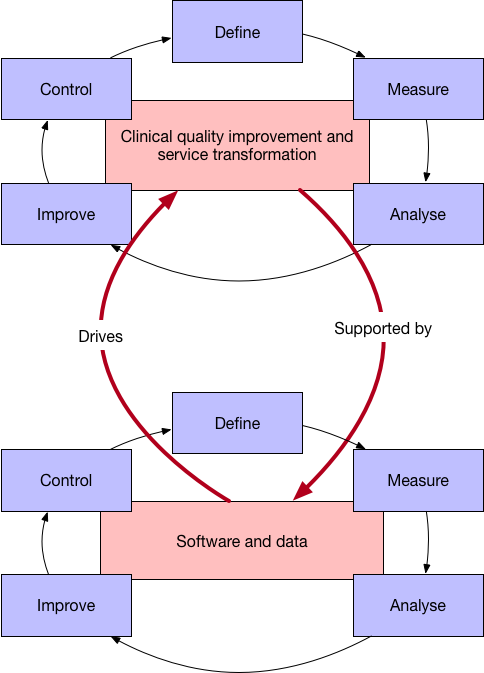 Define
Control
Measure
Clinical quality improvement and
service transformation
Improve
Analyse
Drives
Supported by
Define
Control
Measure
Software and data
Improve
Analyse